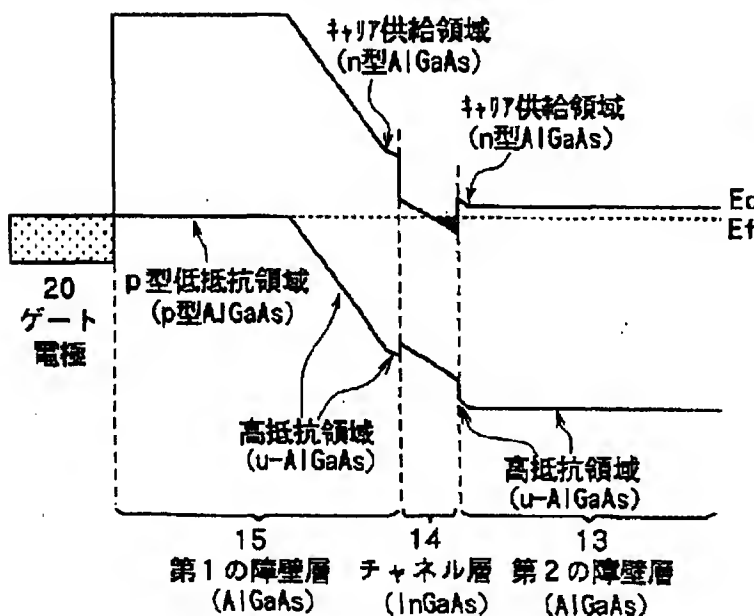 キャリア供給領域
(n型AlGaAs)
キャリア供給領域
(n型AlGaAs)
Ec
Ef
20
ゲート
電極
p型低抵抗領域
(p型AlGaAs)
高抵抗領域
(u-AlGaAs)
高抵抗領域
(u-AlGaAs)
15
第1の障壁層
(AlGaAs)
14
チャネル層
(InGaAs)
13
第2の障壁層
(AlGaAs)